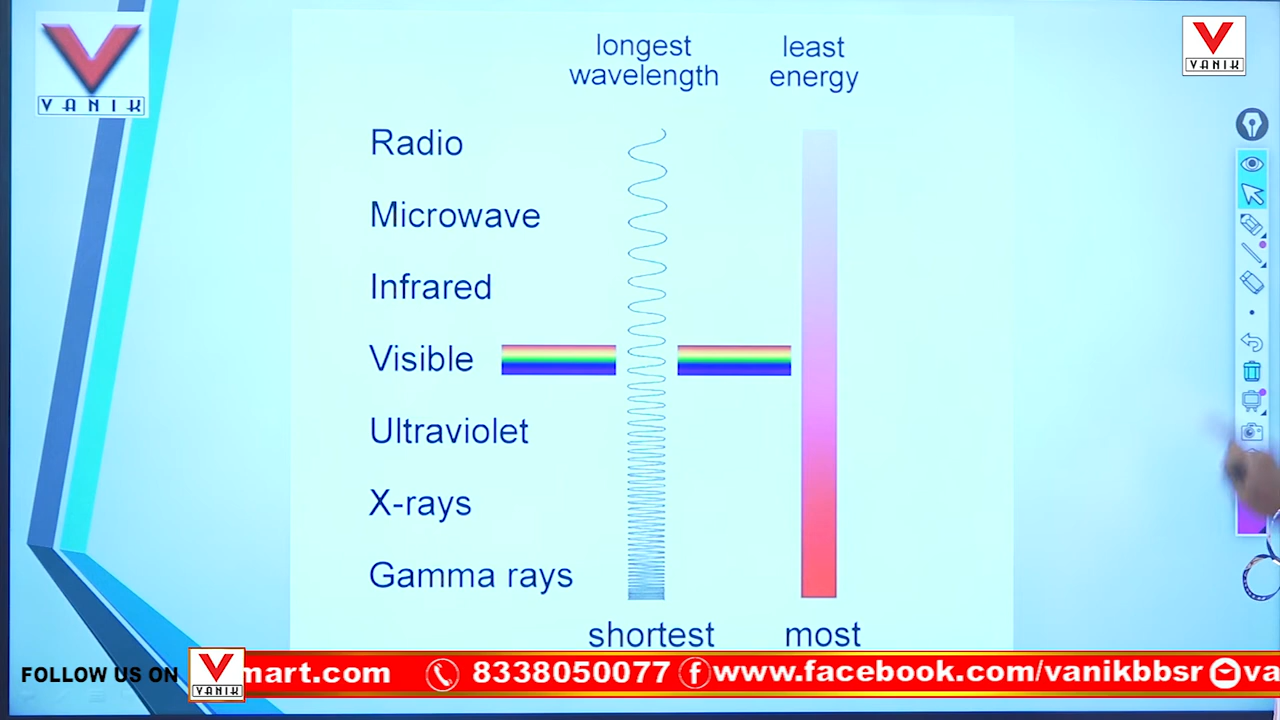 VANIK
VANIK
longest
wavelength
least
energy
Radio
Microwave
Infrared
Visible
Ultraviolet
X-rays
Gamma rays
shortest
most
FOLLOW US ON
VANIK
mart.com
8338050077
www.facebook.com/vanikbbsr
va